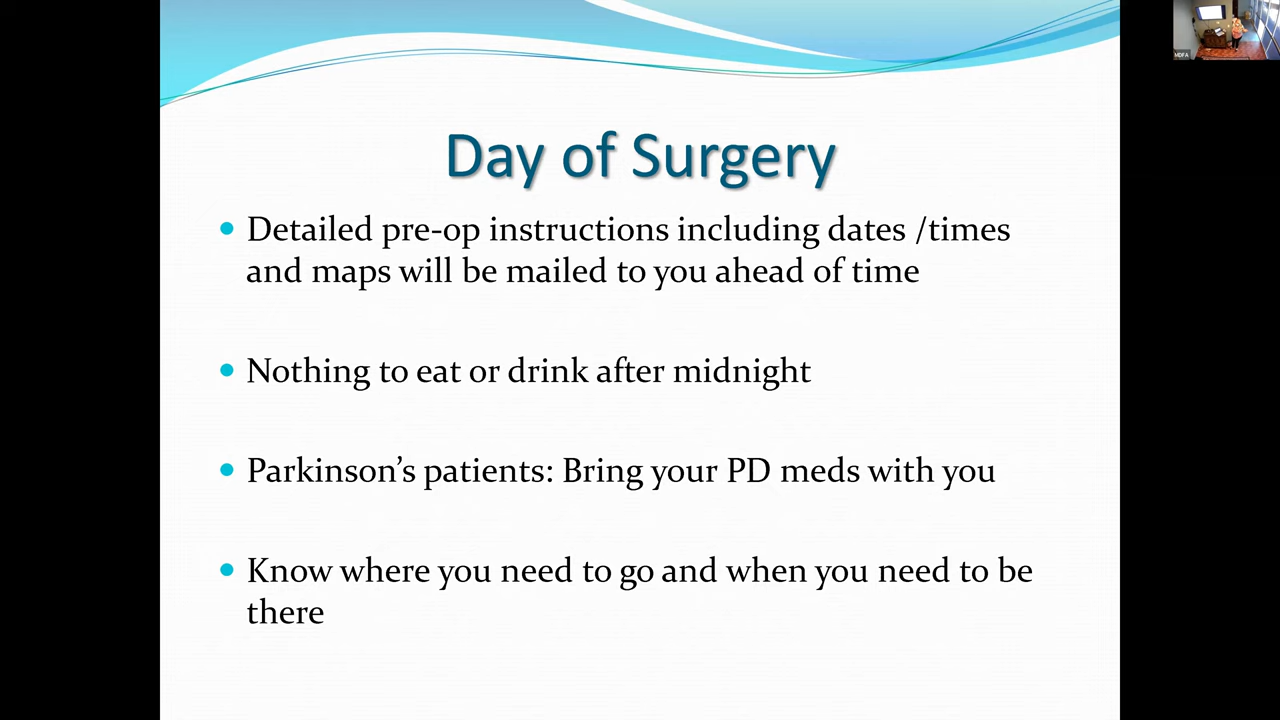 MDFA
Day of Surgery
• Detailed pre-op instructions including dates /times
and maps will be mailed to you ahead of time
• Nothing to eat or drink after midnight
• Parkinson’s patients: Bring your PD meds with you
• Know where you need to go and when you need to be
there